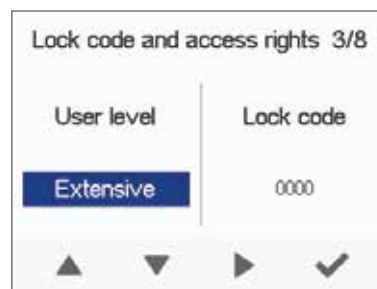 Lock code and access rights 3/8
User level
Lock code
Extensive
0000